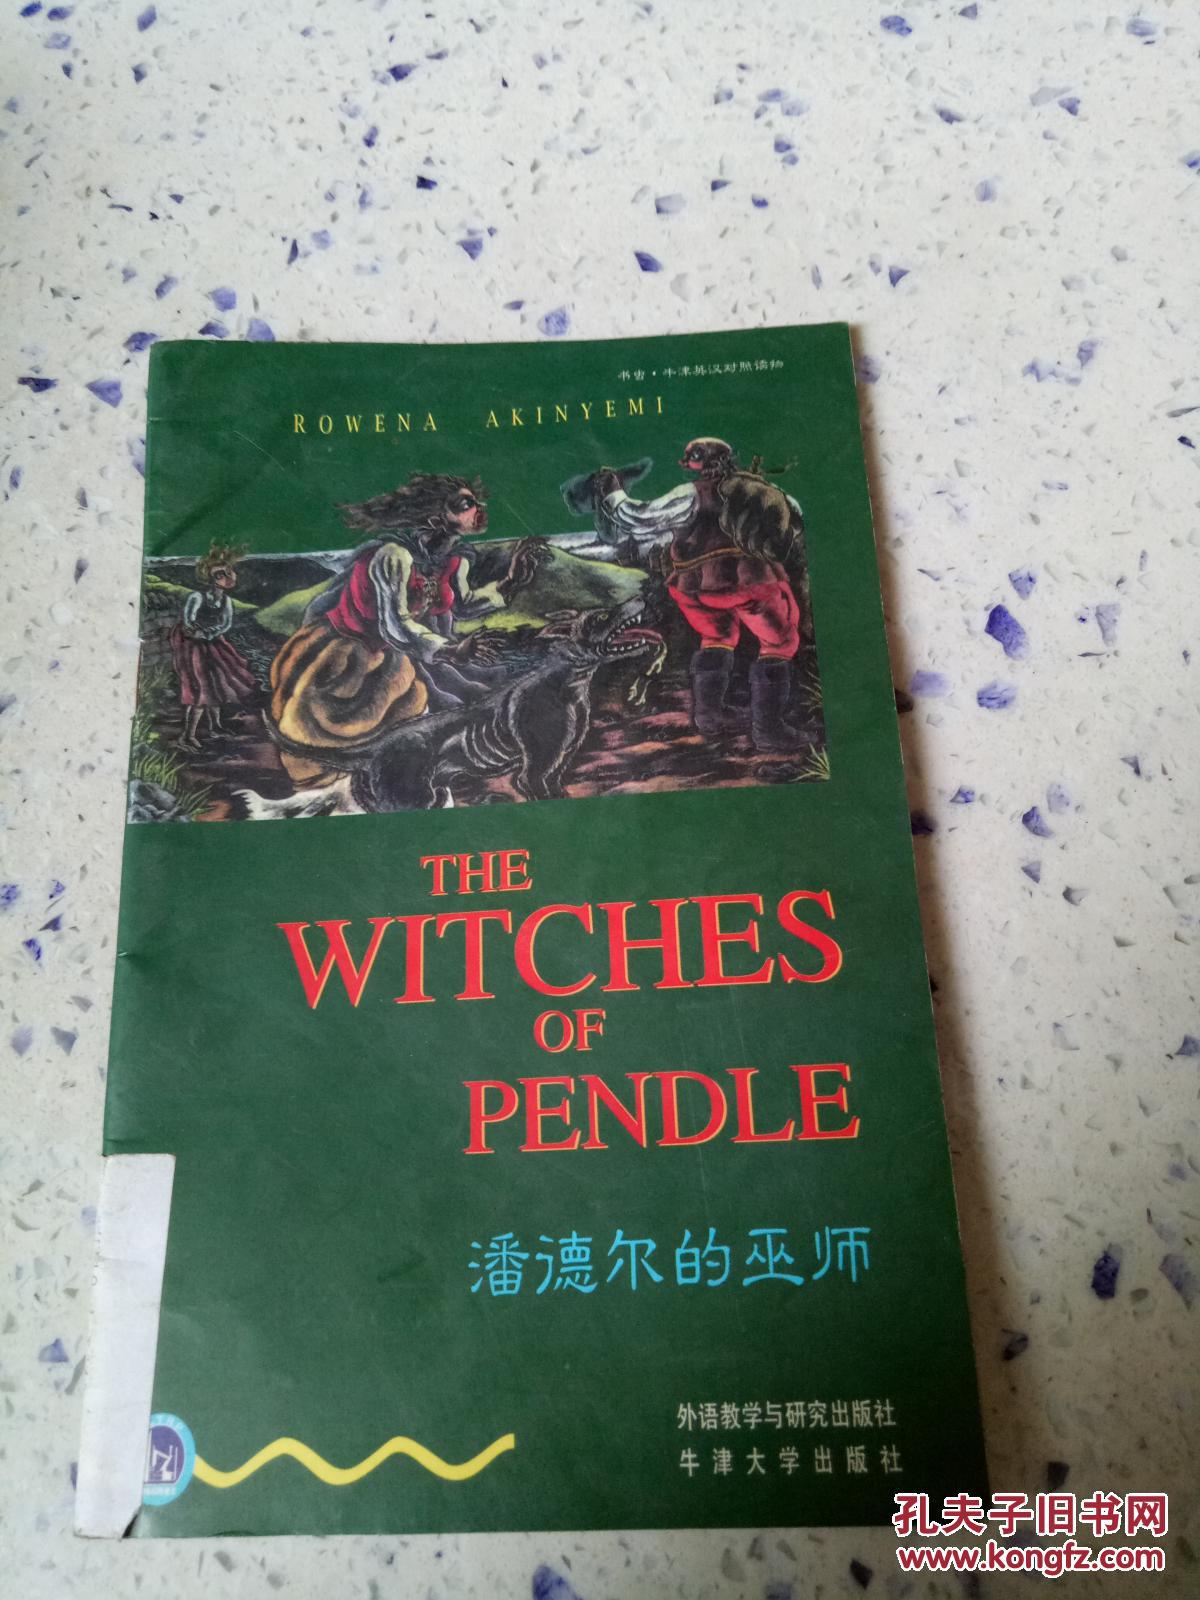 书虫·牛津英汉对照读物
ROWENA AKINYEMI
THE
WITCHES
OF
PENDLE
潘德尔的巫师
外语教学与研究出版社
牛津大学出版社
孔夫子旧书网
www.kongfz.com